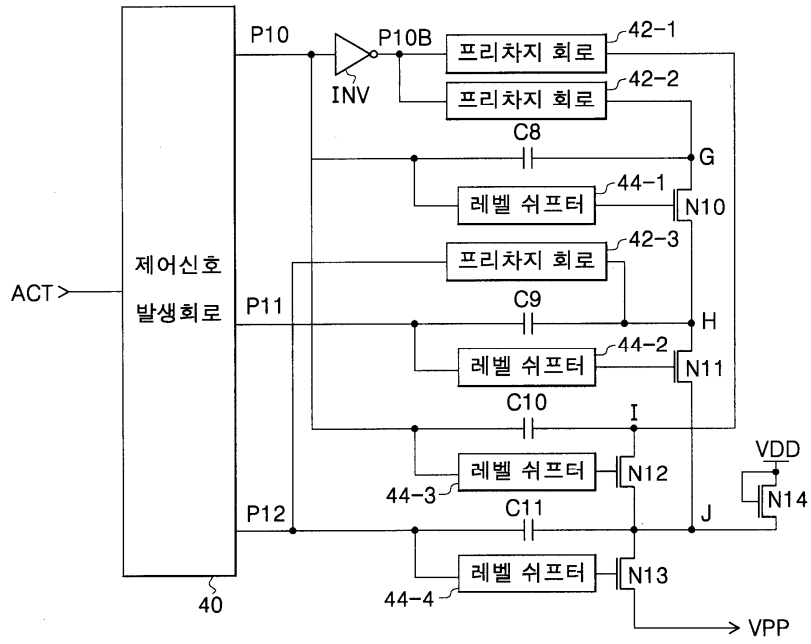 P10
INV
P10B
프리차지 회로
42-1
프리차지 회로
42-2
C8
G
레벨 쉬프터
44-1
N10
프리차지 회로
42-3
제어신호
발생회로
ACT
P11
C9
H
레벨 쉬프터
44-2
N11
C10
I
레벨 쉬프터
44-3
N12
VDD
N14
P12
C11
J
레벨 쉬프터
44-4
N13
40
VPP